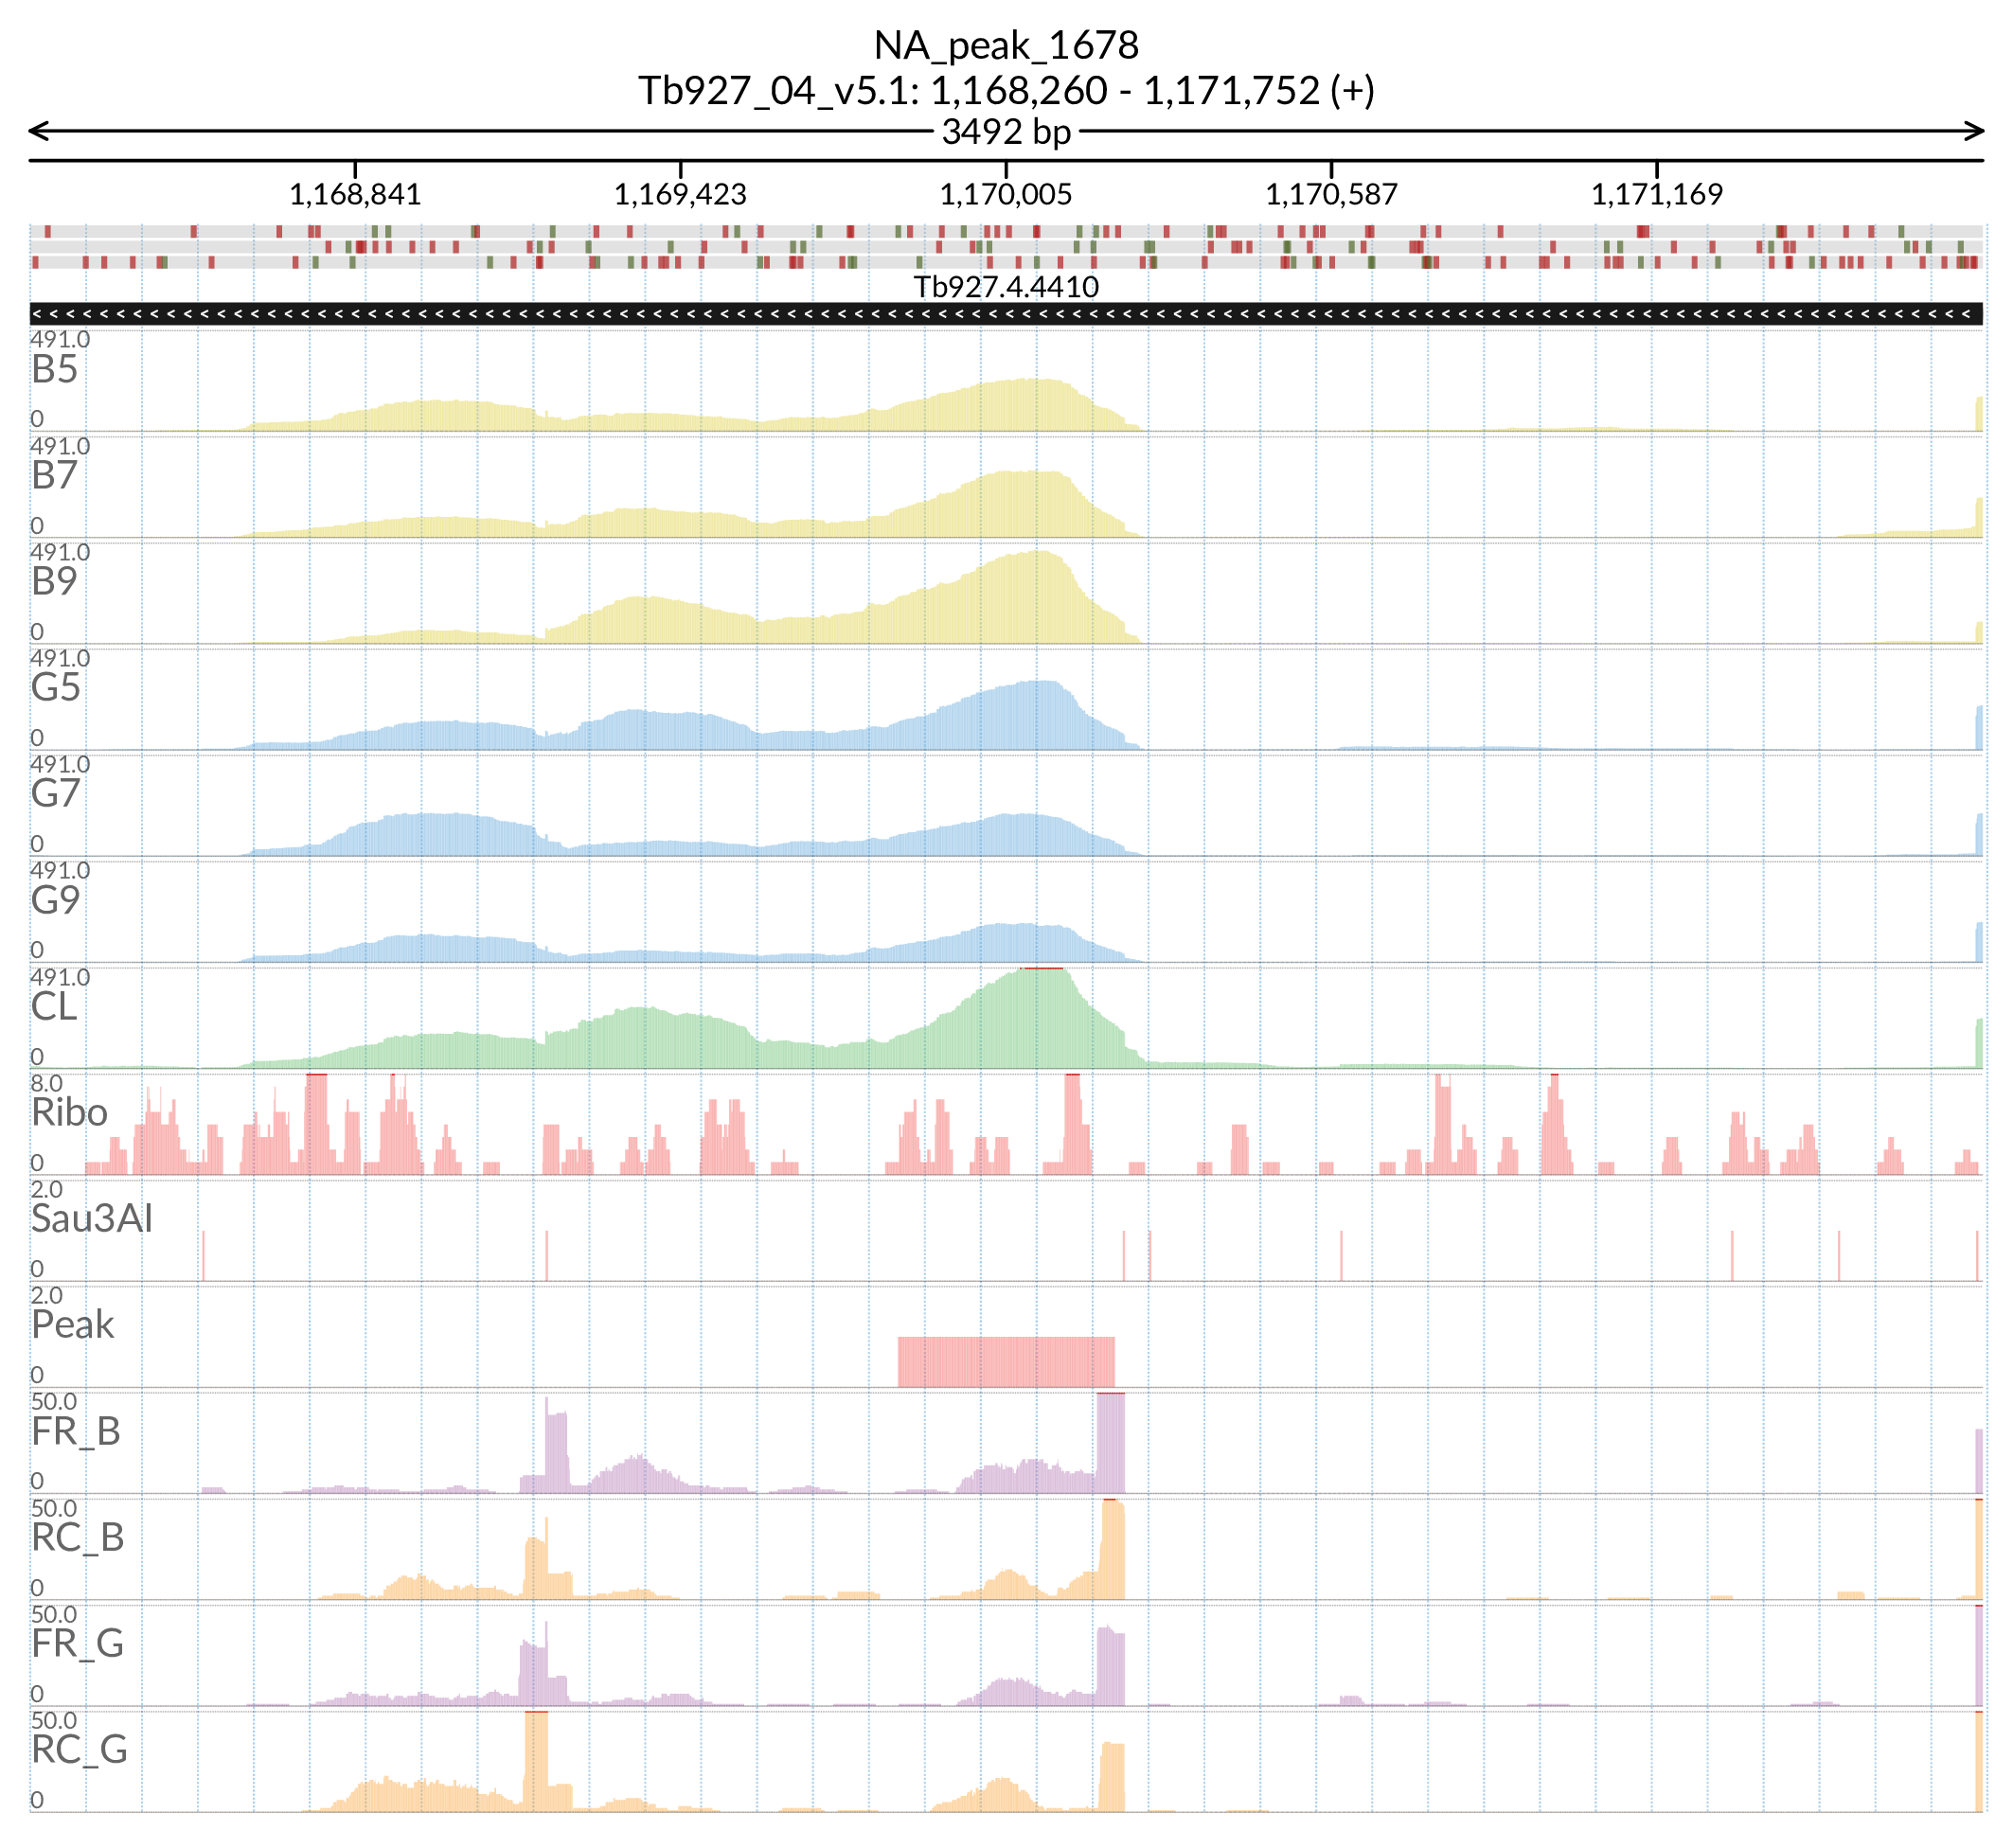 NA_peak_1678
Tb927_04_v5.1: 1,168,260 - 1,171,752 (+)
3492 bp
1,168,841 1,169,423 1,170,005 1,170,587 1,171,169
Tb927.4.4410
491.0
B5
0
491.0
B7
0
491.0
B9
0
491.0
G5
0
491.0
G7
0
491.0
G9
0
491.0
CL
0
8.0
Ribo
0
2.0
Sau3AI
0
2.0
Peak
0
50.0
FR_B
0
50.0
RC_B
0
50.0
FR_G
0
50.0
RC_G
0